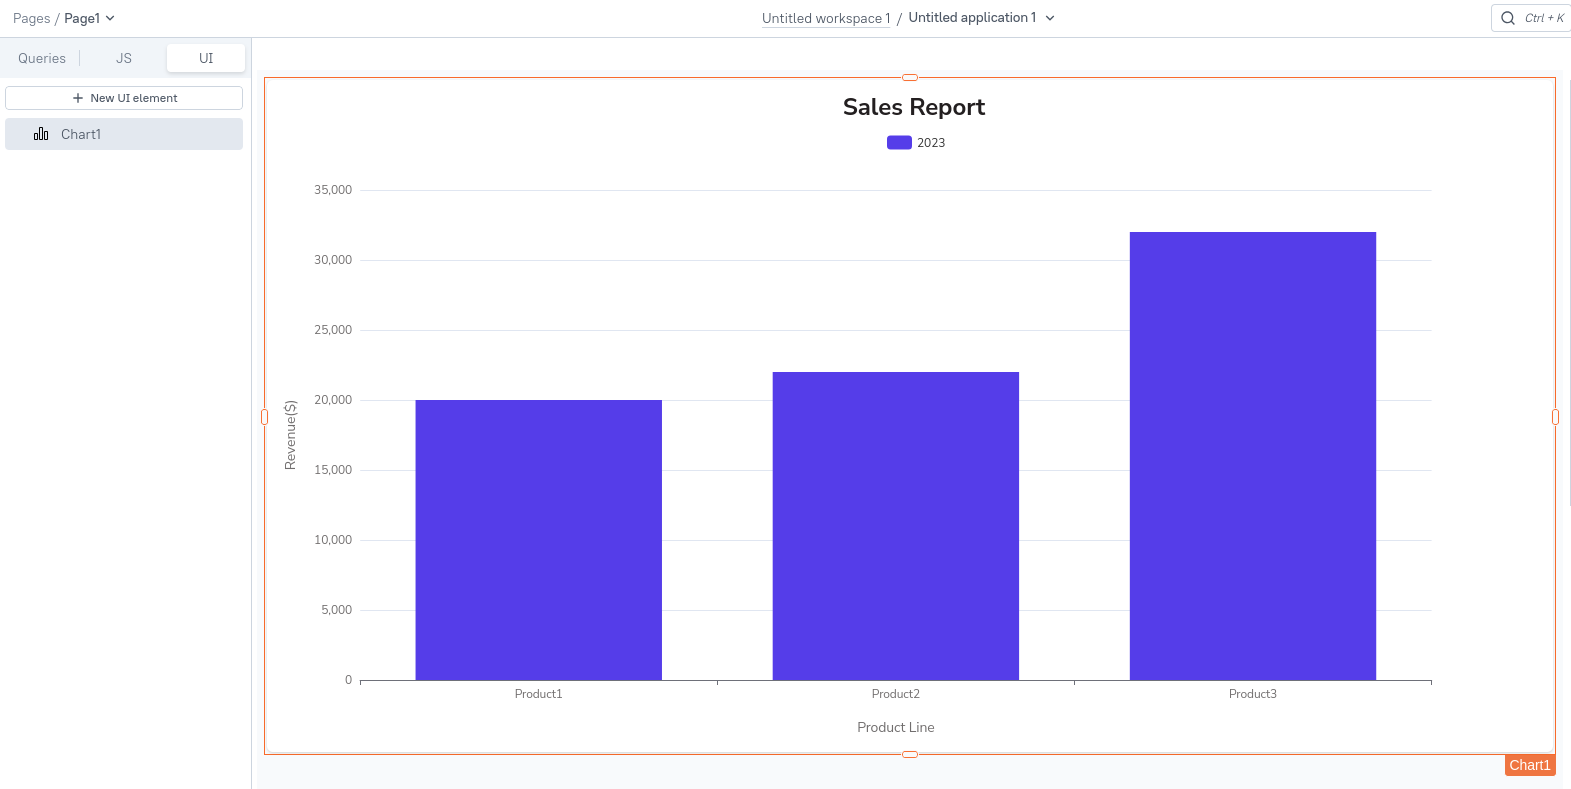 Pages / Page1
Untitled workspace 1 / Untitled application 1
Ctrl + K
Queries
JS
UI
+ New UI element
Chart1
Sales Report
2023
35,000
30,000
25,000
20,000
15,000
10,000
5,000
0
Revenue($)
Product1
Product2
Product3
Product Line
Chart1